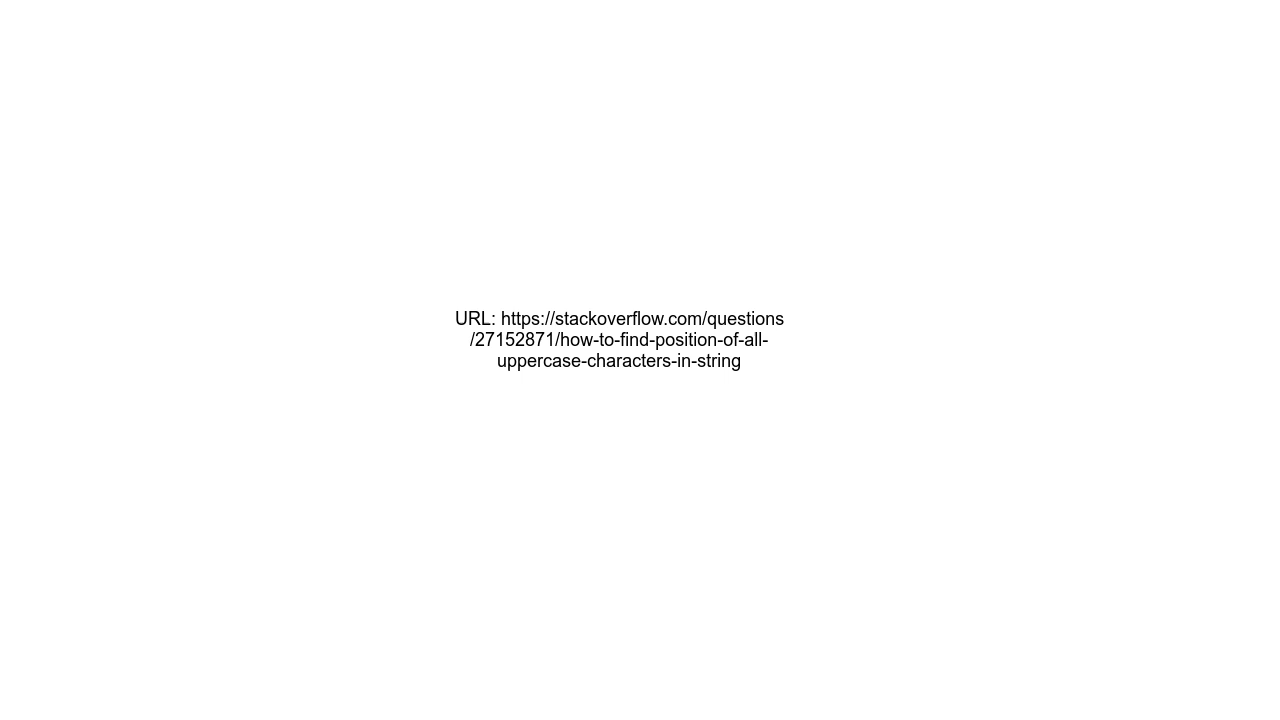 URL: https://stackoverflow.com/questions
/27152871/how-to-find-position-of-all-
uppercase-characters-in-string